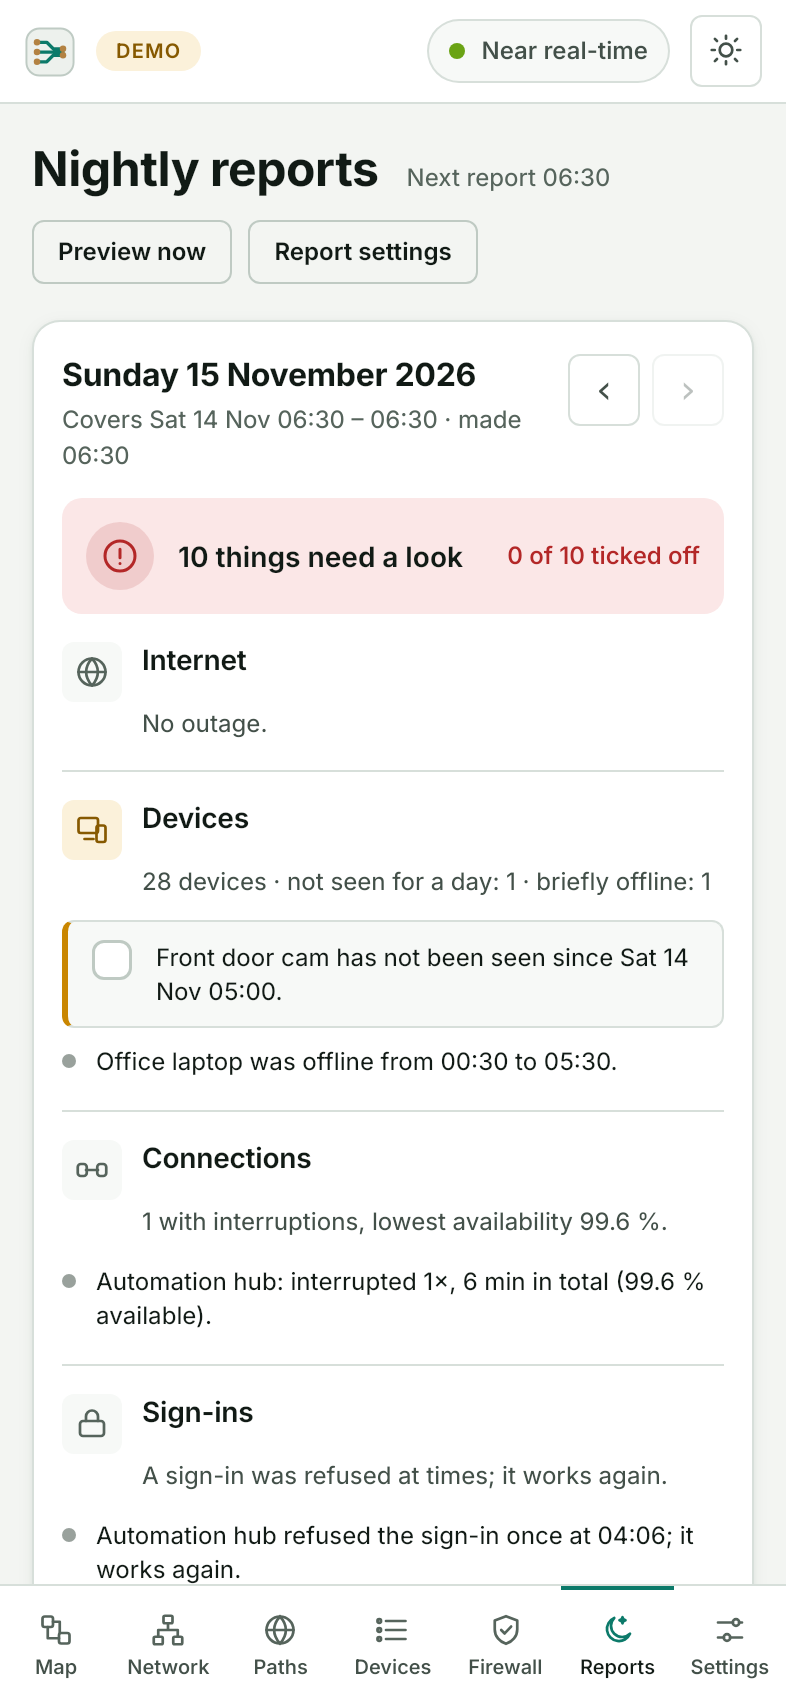 DEMO
Near real-time
Nightly reports
Next report 06:30
Preview now
Report settings
Sunday 15 November 2026
Covers Sat 14 Nov 06:30 – 06:30 · made
06:30
10 things need a look
0 of 10 ticked off
Internet
No outage.
Devices
28 devices · not seen for a day: 1 · briefly offline: 1
Front door cam has not been seen since Sat 14
Nov 05:00.
Office laptop was offline from 00:30 to 05:30.
Connections
1 with interruptions, lowest availability 99.6 %.
Automation hub: interrupted 1×, 6 min in total (99.6 %
available).
Sign-ins
A sign-in was refused at times; it works again.
Automation hub refused the sign-in once at 04:06; it
works again.
Map
Network
Paths
Devices
Firewall
Reports
Settings